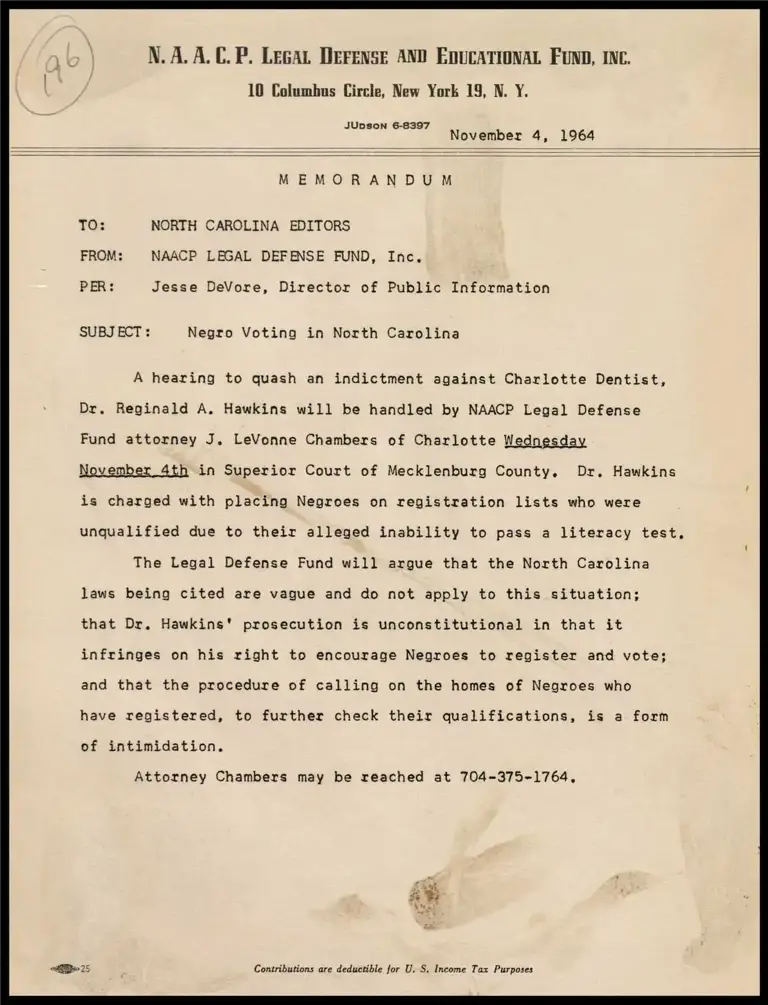 196
N. A. A. C. P. LEGAL DEFENSE AND EDUCATIONAL FUND, INC.
10 Columbus Circle, New York 19, N. Y.
JUDSON 6-8397
November 4, 1964
MEMORANDUM
TO: NORTH CAROLINA EDITORS
FROM: NAACP LEGAL DEFENSE FUND, Inc.
PER: Jesse DeVore, Director of Public Information
SUBJECT: Negro Voting in North Carolina
A hearing to quash an indictment against Charlotte Dentist,
Dr. Reginald A. Hawkins will be handled by NAACP Legal Defense
Fund attorney J. LeVonne Chambers of Charlotte Wednesday
November 4th in Superior Court of Mecklenburg County. Dr. Hawkins
is charged with placing Negroes on registration lists who were
unqualified due to their alleged inability to pass a literacy test.
The Legal Defense Fund will argue that the North Carolina
laws being cited are vague and do not apply to this situation;
that Dr. Hawkins' prosecution is unconstitutional in that it
infringes on his right to encourage Negroes to register and vote;
and that the procedure of calling on the homes of Negroes who
have registered, to further check their qualifications, is a form
of intimidation.
Attorney Chambers may be reached at 704-375-1764.
25
Contributions are deductible for U. S. Income Tax Purposes